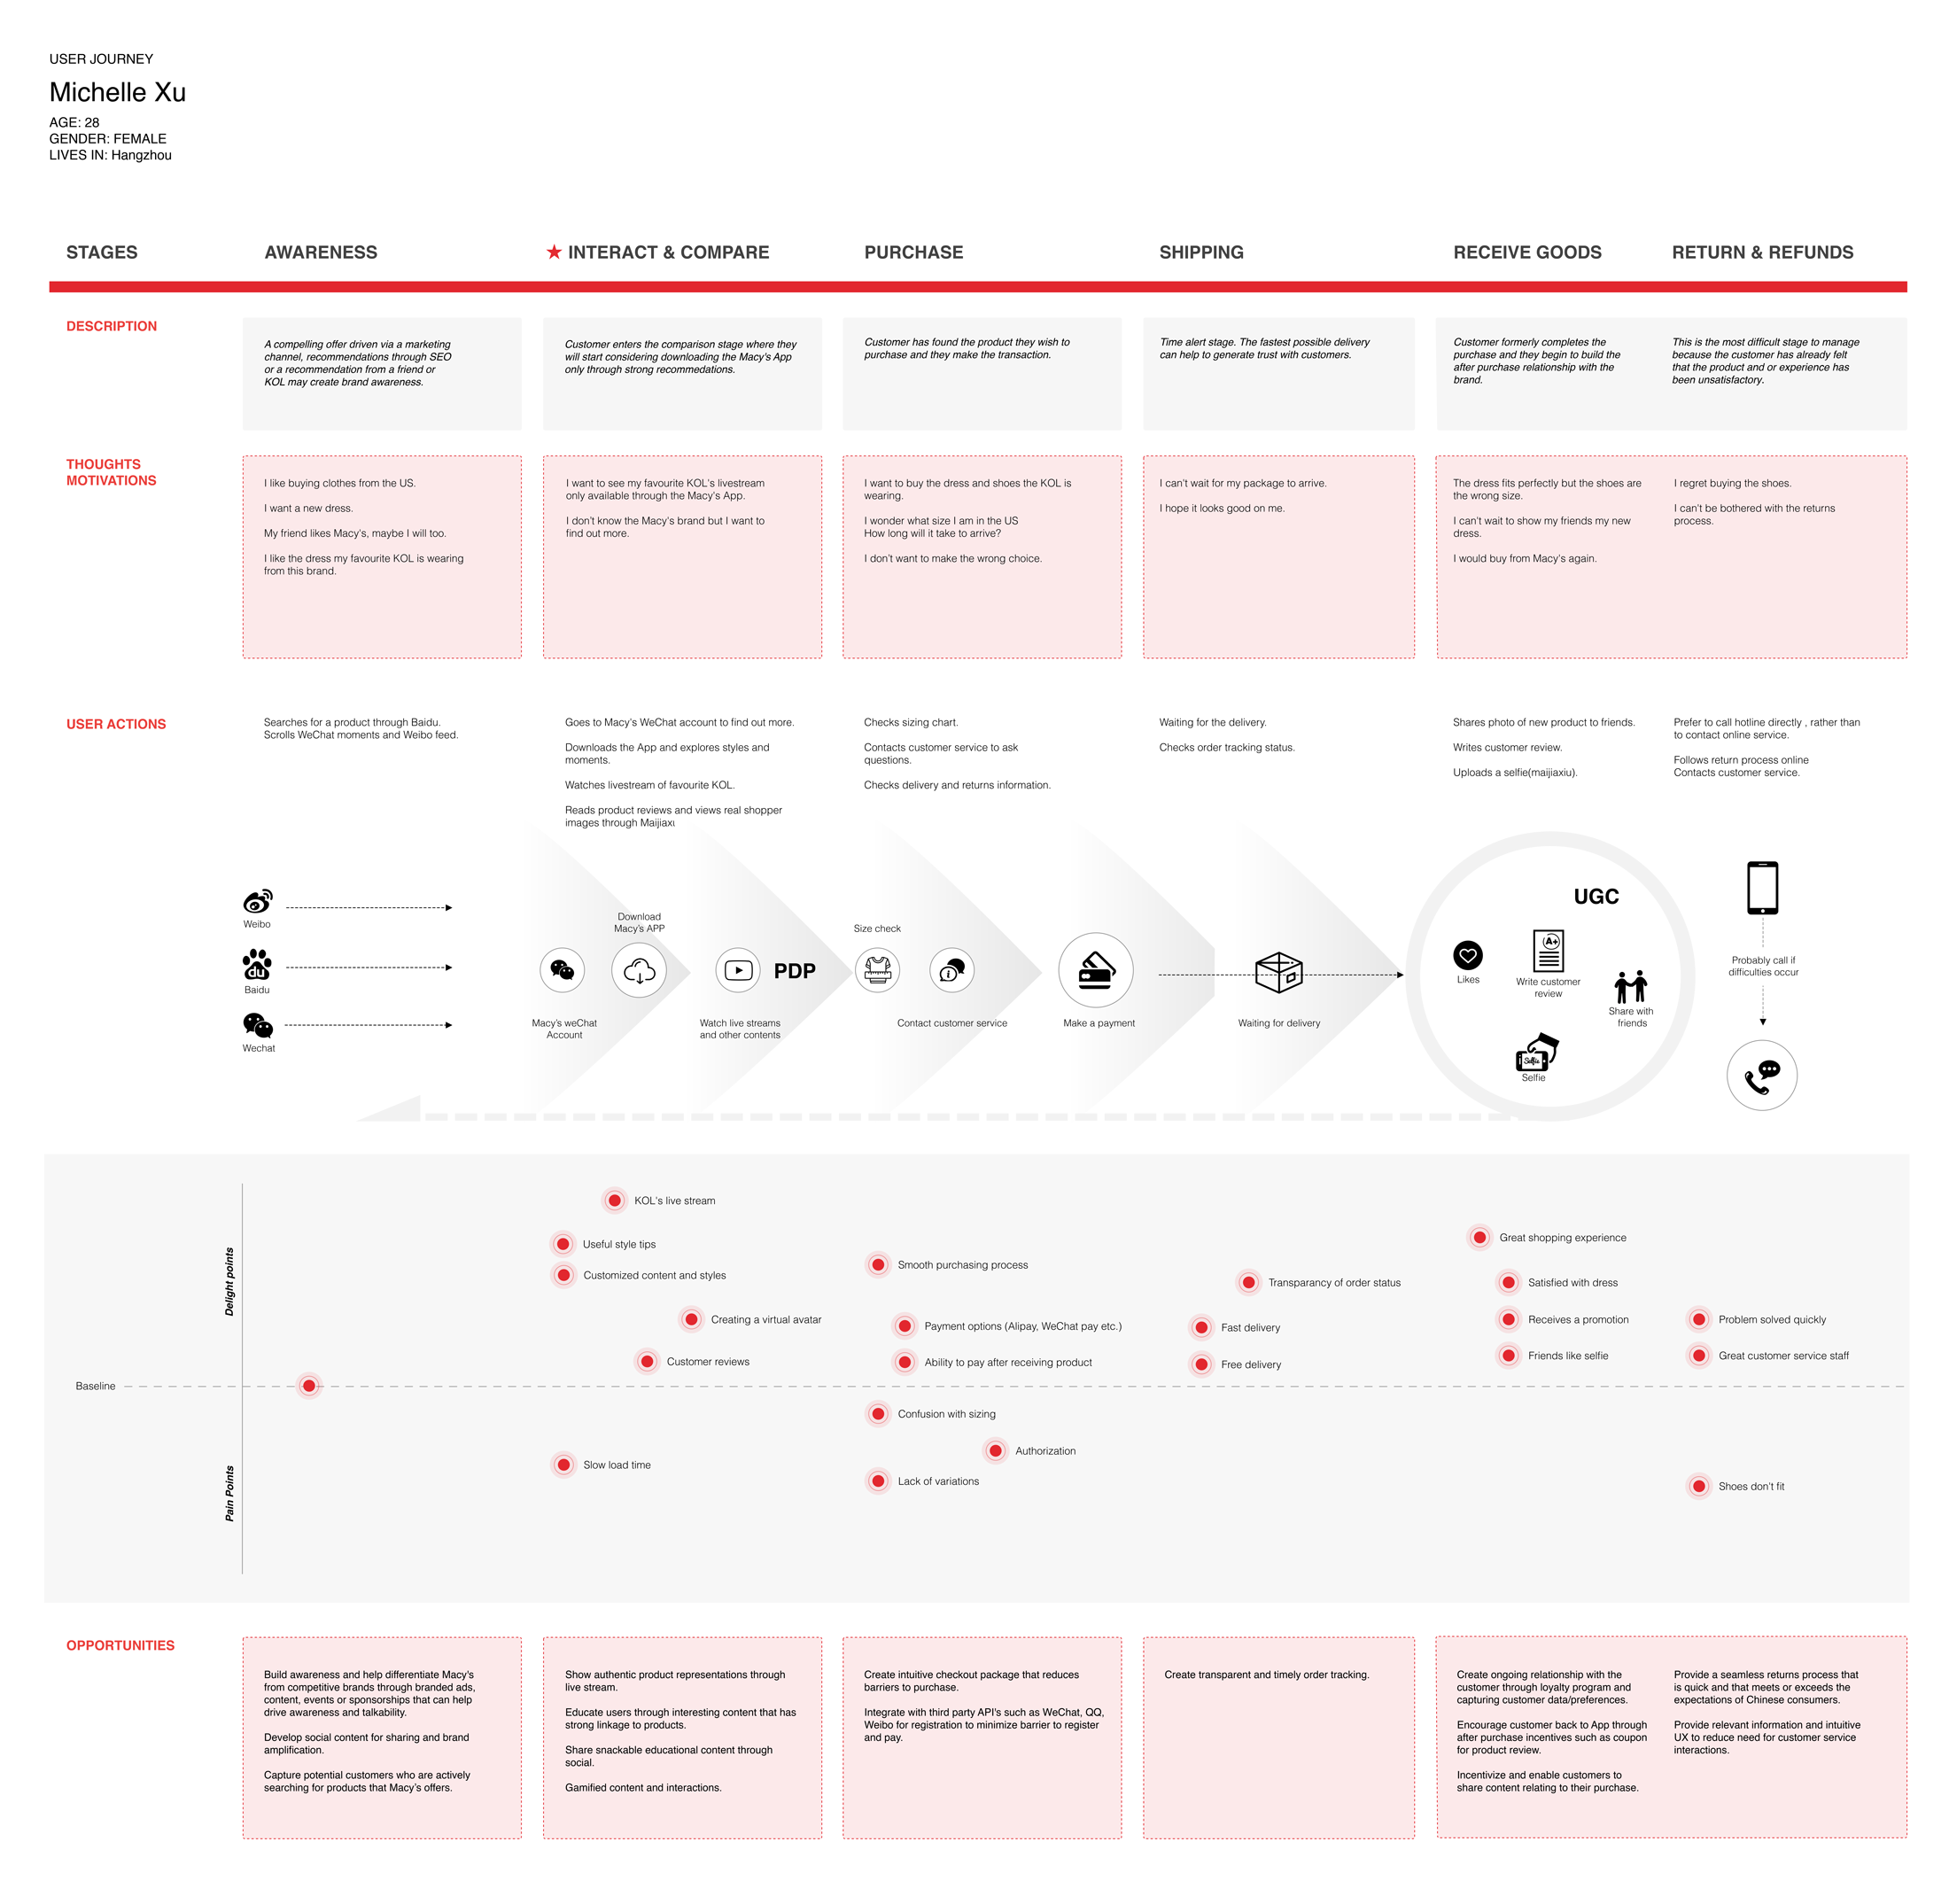 USER JOURNEY
Michelle Xu
AGE: 28
GENDER: FEMALE
LIVES IN: Hangzhou
STAGES
AWARENESS
INTERACT & COMPARE
PURCHASE
SHIPPING
RECEIVE GOODS
RETURN & REFUNDS
DESCRIPTION
A compelling offer driven via a marketing
channel, recommendations through SEO
or a recommendation from a friend or
KOL may create brand awareness.
Customer enters the comparison stage where they
will start considering downloading the Macy's App
only through strong recommedations.
Customer has found the product they wish to
purchase and they make the transaction.
Time alert stage. The fastest possible delivery
can help to generate trust with customers.
Customer formerly completes the
purchase and they begin to build the
after purchase relationship with the
brand.
This is the most difficult stage to manage
because the customer has already felt
that the product and or experience has
been unsatisfactory.
THOUGHTS
MOTIVATIONS
I like buying clothes from the US.
I want a new dress.
My friend likes Macy's, maybe I will too.
I like the dress my favourite KOL is wearing
from this brand.
I want to see my favourite KOL's livestream
only available through the Macy's App.
I don't know the Macy's brand but I want to
find out more.
I want to buy the dress and shoes the KOL is
wearing.
I wonder what size I am in the US
How long will it take to arrive?
I don't want to make the wrong choice.
I can't wait for my package to arrive.
I hope it looks good on me.
The dress fits perfectly but the shoes are
the wrong size.
I can't wait to show my friends my new
dress.
I would buy from Macy's again.
I regret buying the shoes.
I can't be bothered with the returns
process.
USER ACTIONS
Searches for a product through Baidu.
Scrolls WeChat moments and Weibo feed.
Goes to Macy's WeChat account to find out more.
Downloads the App and explores styles and
moments.
Watches livestream of favourite KOL.
Reads product reviews and views real shopper
images through Maijiaxu
Checks sizing chart.
Contacts customer service to ask
questions.
Checks delivery and returns information.
Waiting for the delivery.
Checks order tracking status.
Shares photo of new product to friends.
Writes customer review.
Uploads a selfie(maijiaxiu).
Prefer to call hotline directly , rather than
to contact online service.
Follows return process online
Contacts customer service.
Weibo
du
Baidu
Wechat
Macy's weChat
Account
Download
Macy's APP
Watch live streams
and other contents
PDP
Size check
Contact customer service
Make a payment
Waiting for delivery
UGC
Likes
A+
Write customer
review
Share with
friends
Selfie
Selfie
Probably call if
difficulties occur
Delight points
Baseline
Pain Points
KOL's live stream
Useful style tips
Customized content and styles
Creating a virtual avatar
Customer reviews
Slow load time
Smooth purchasing process
Payment options (Alipay, WeChat pay etc.)
Ability to pay after receiving product
Confusion with sizing
Authorization
Lack of variations
Transparancy of order status
Fast delivery
Free delivery
Great shopping experience
Satisfied with dress
Receives a promotion
Friends like selfie
Problem solved quickly
Great customer service staff
Shoes don't fit
OPPORTUNITIES
Build awareness and help differentiate Macy's
from competitive brands through branded ads,
content, events or sponsorships that can help
drive awareness and talkability.
Develop social content for sharing and brand
amplification.
Capture potential customers who are actively
searching for products that Macy's offers.
Show authentic product representations through
live stream.
Educate users through interesting content that has
strong linkage to products.
Share snackable educational content through
social.
Gamified content and interactions.
Create intuitive checkout package that reduces
barriers to purchase.
Integrate with third party API's such as WeChat, QQ,
Weibo for registration to minimize barrier to register
and pay.
Create transparent and timely order tracking.
Create ongoing relationship with the
customer through loyalty program and
capturing customer data/preferences.
Encourage customer back to App through
after purchase incentives such as coupon
for product review.
Incentivize and enable customers to
share content relating to their purchase.
Provide a seamless returns process that
is quick and that meets or exceeds the
expectations of Chinese consumers.
Provide relevant information and intuitive
UX to reduce need for customer service
interactions.